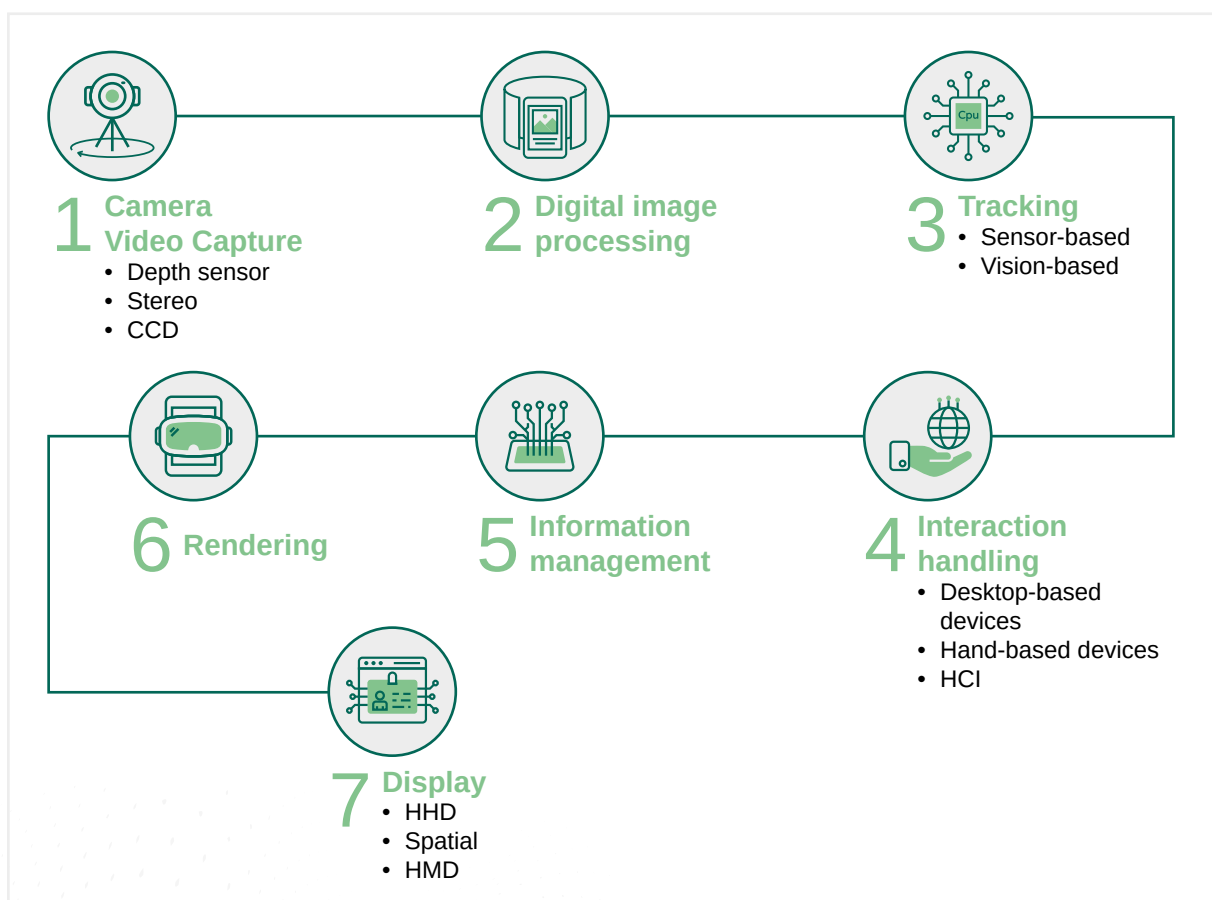 1 Camera
Video Capture
• Depth sensor
• Stereo
• CCD
2 Digital image
processing
Cpu
3 Tracking
• Sensor-based
• Vision-based
4 Interaction
handling
• Desktop-based
devices
• Hand-based devices
• HCI
5 Information
management
6 Rendering
7 Display
• HHD
• Spatial
• HMD